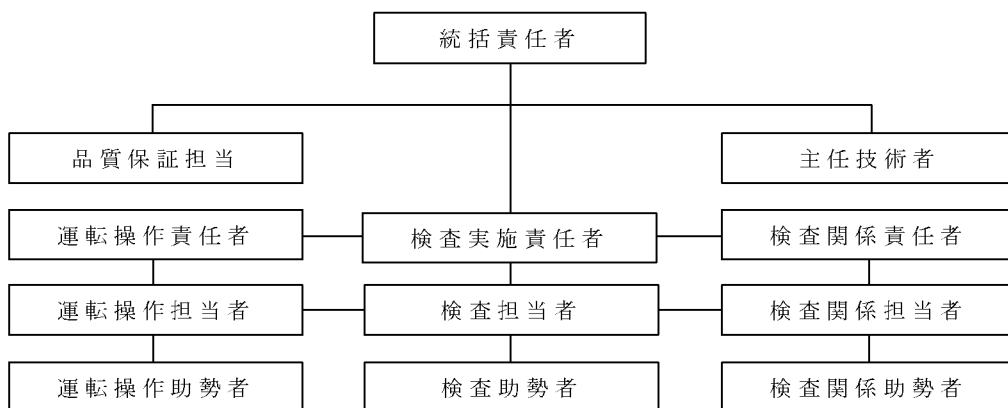 統括責任者
品質保証担当
主任技術者
運転操作責任者
検査実施責任者
検査関係責任者
運転操作担当者
検査担当者
検査関係担当者
運転操作助勢者
検査助勢者
検査関係助勢者